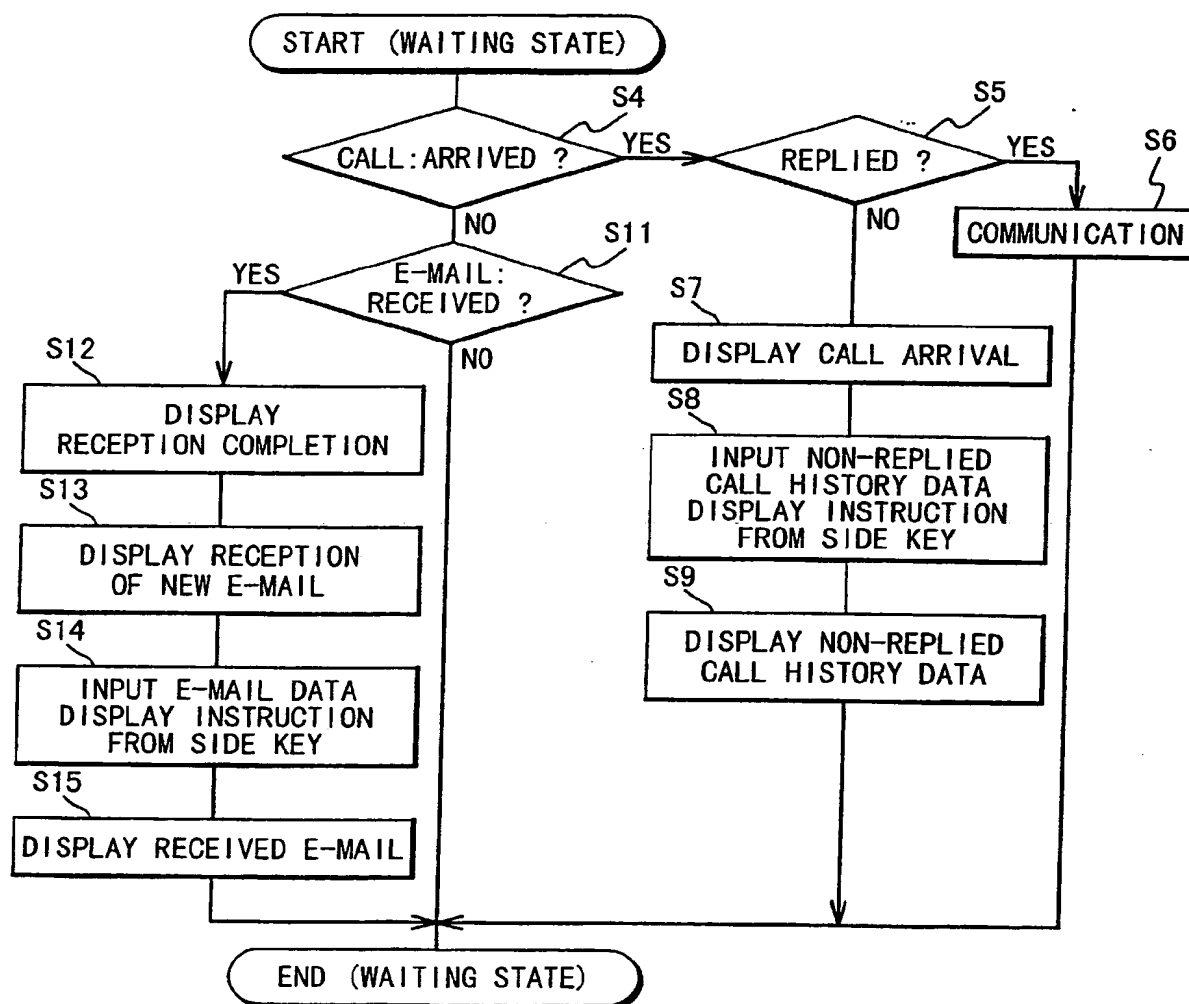 START (WAITING STATE)
S4
CALL:ARRIVED ?
YES
S5
REPLIED ?
YES
S6
COMMUNICATION
NO
NO
S11
E-MAIL:
RECEIVED ?
YES
NO
S7
DISPLAY CALL ARRIVAL
S8
INPUT NON-REPLIED
CALL HISTORY DATA
DISPLAY INSTRUCTION
FROM SIDE KEY
S9
DISPLAY NON-REPLIED
CALL HISTORY DATA
S12
DISPLAY
RECEPTION COMPLETION
S13
DISPLAY RECEPTION
OF NEW E-MAIL
S14
INPUT E-MAIL DATA
DISPLAY INSTRUCTION
FROM SIDE KEY
S15
DISPLAY RECEIVED E-MAIL
END (WAITING STATE)